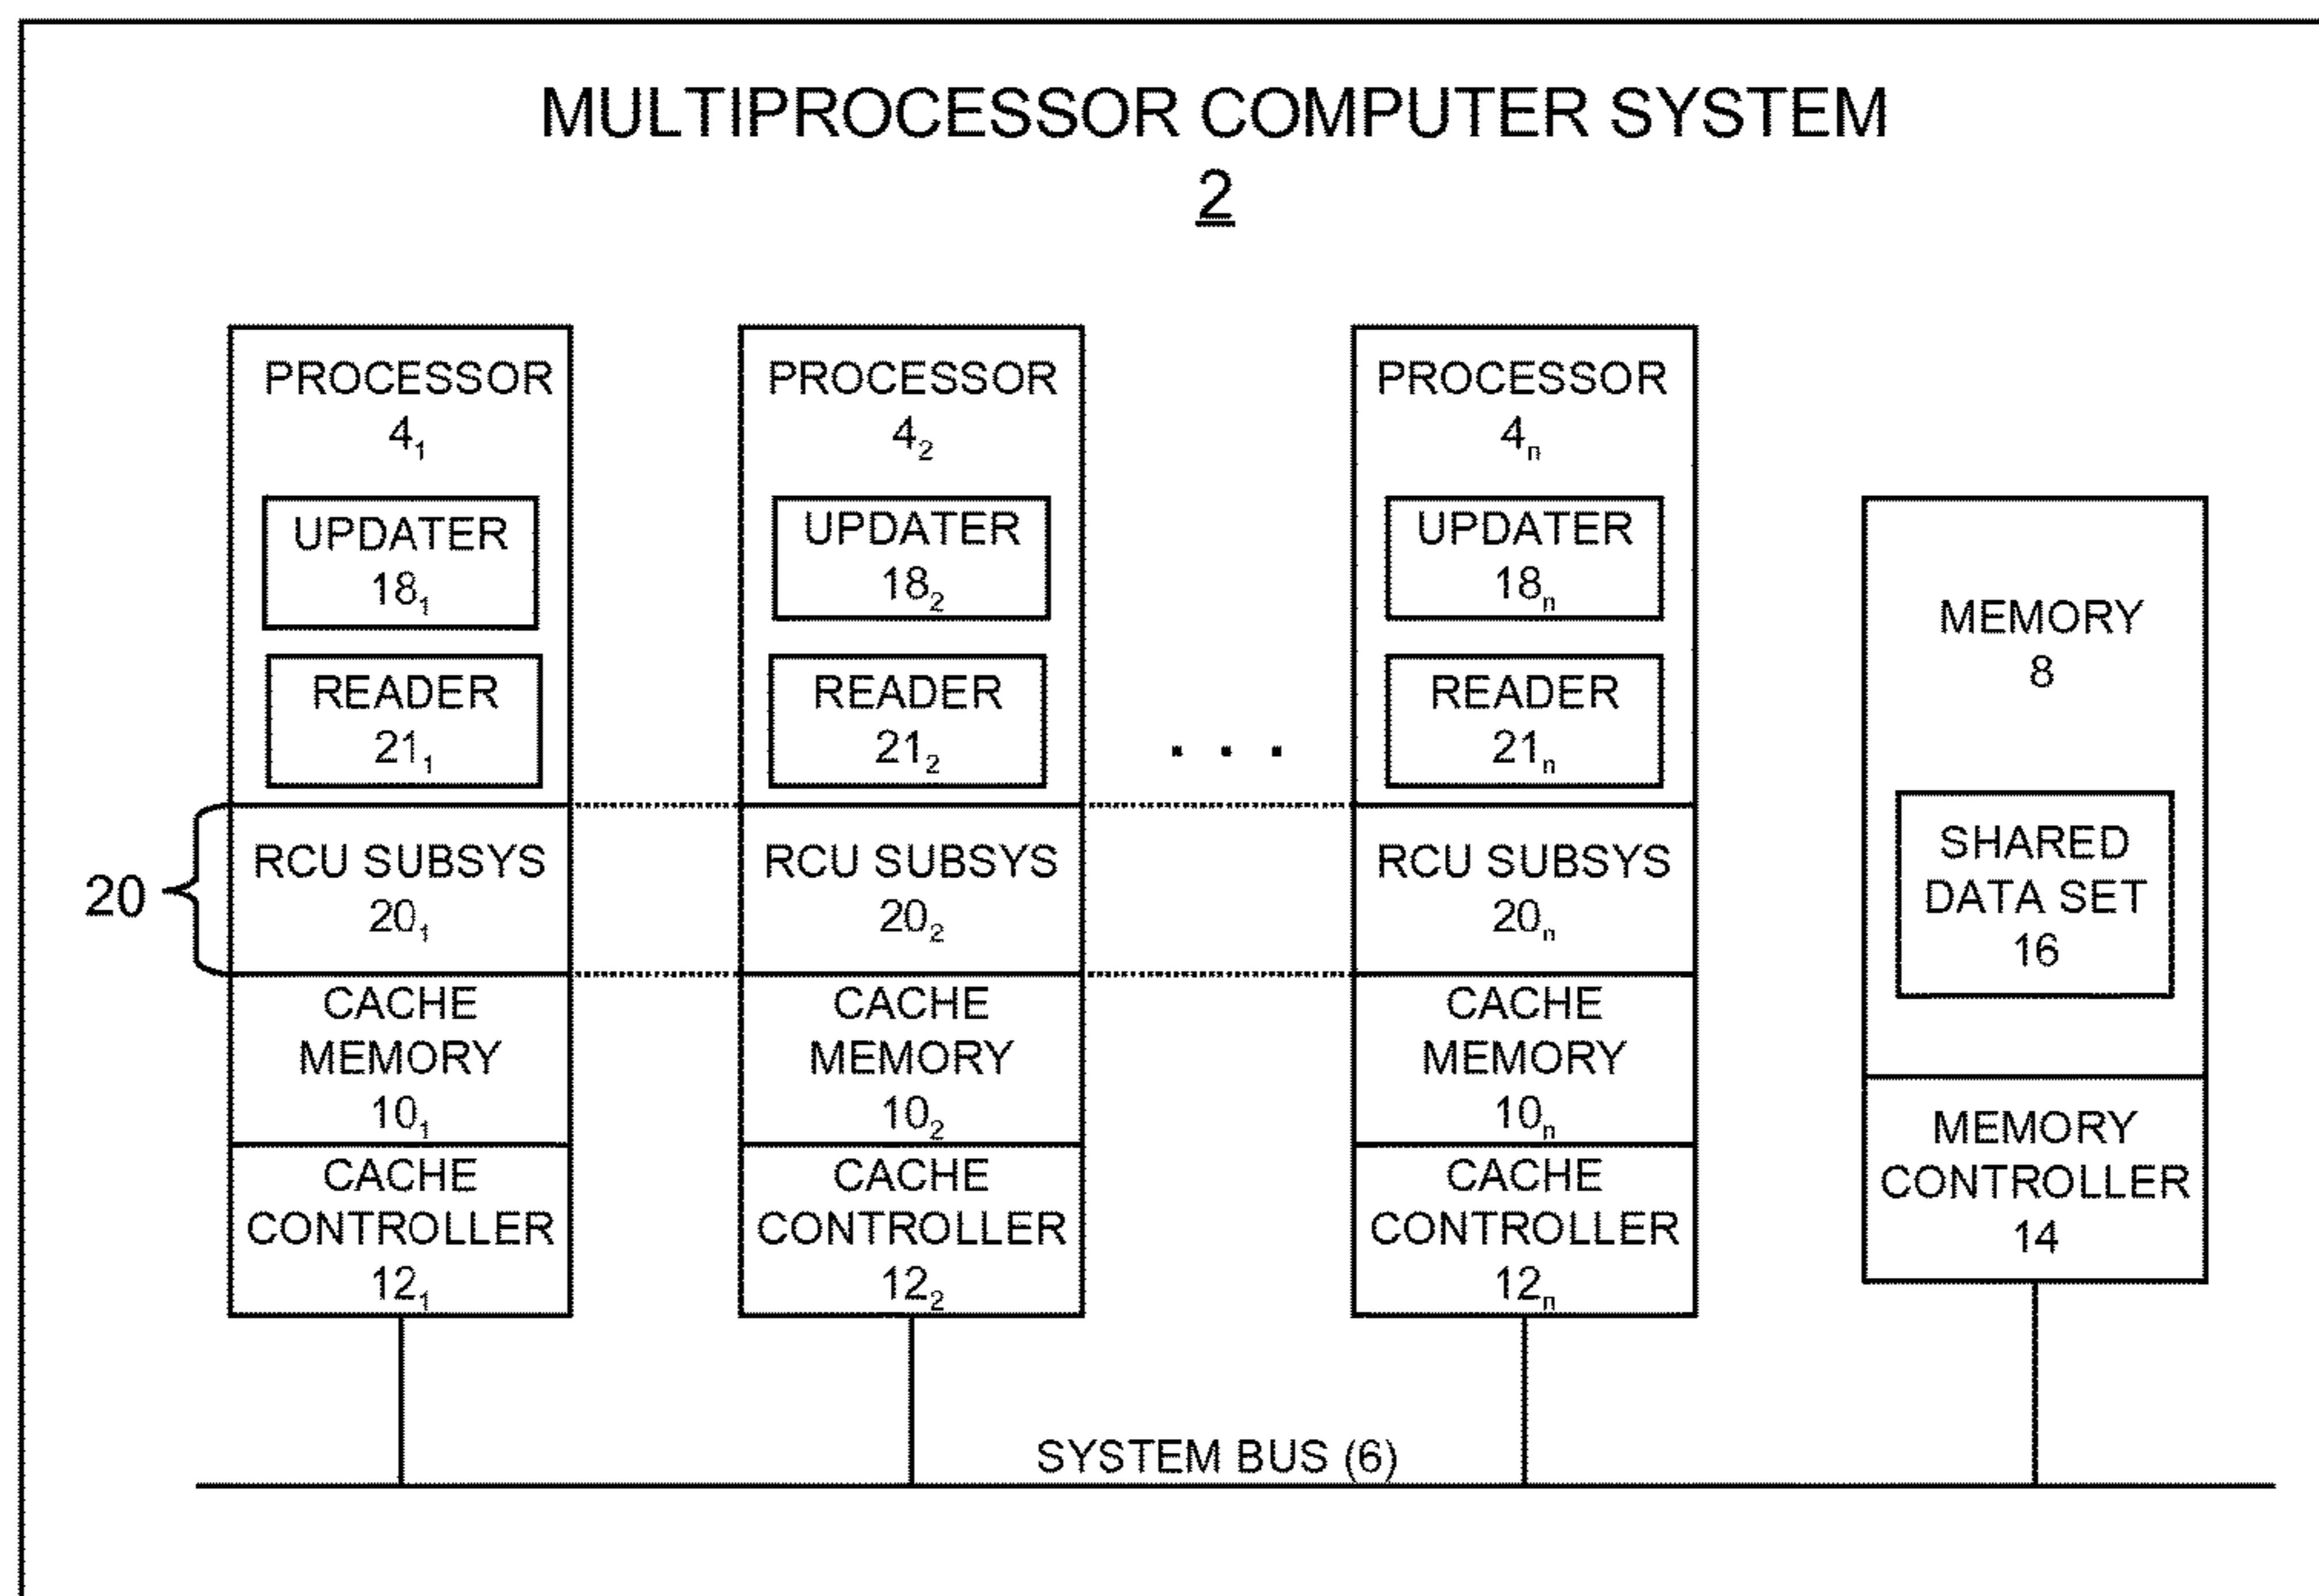 MULTIPROCESSOR COMPUTER SYSTEM
2
PROCESSOR
4₁
UPDATER
18₁
READER
21₁
20
RCU SUBSYS
20₁
CACHE
MEMORY
10₁
CACHE
CONTROLLER
12₁
PROCESSOR
4₂
UPDATER
18₂
READER
21₂
RCU SUBSYS
20₂
CACHE
MEMORY
10₂
CACHE
CONTROLLER
12₂
. . .
PROCESSOR
4ₙ
UPDATER
18ₙ
READER
21ₙ
RCU SUBSYS
20ₙ
CACHE
MEMORY
10ₙ
CACHE
CONTROLLER
12ₙ
MEMORY
8
SHARED
DATA SET
16
MEMORY
CONTROLLER
14
SYSTEM BUS (6)